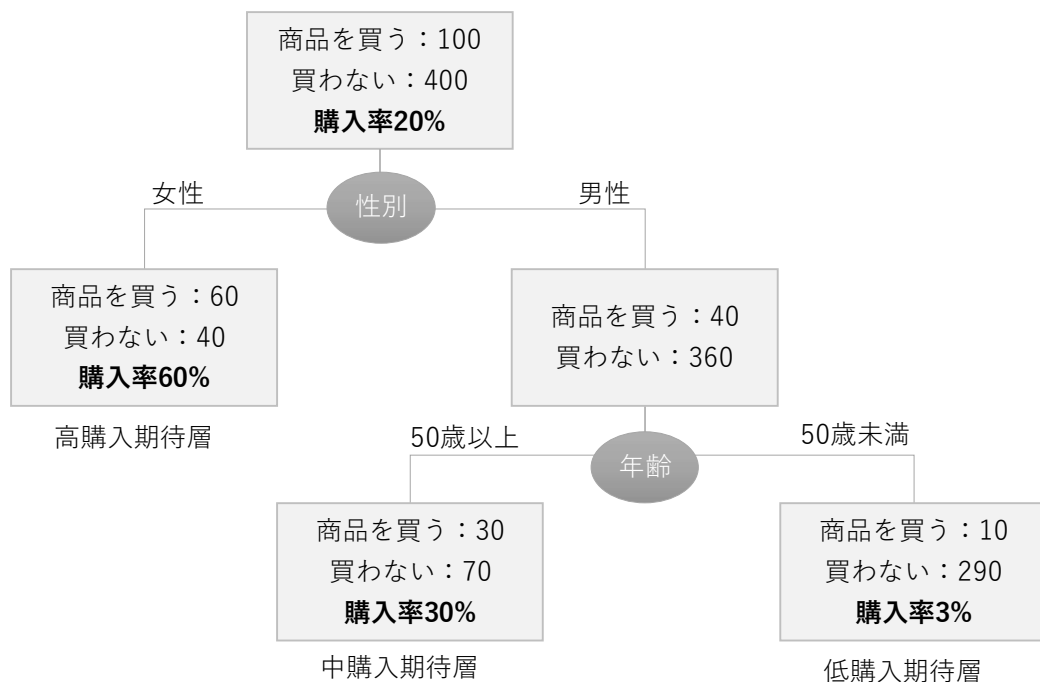 商品を買う：100
買わない：400
購入率20%
女性
性別
男性
商品を買う：60
買わない：40
購入率60%
高購入期待層
商品を買う：40
買わない：360
50歳以上
年齢
50歳未満
商品を買う：30
買わない：70
購入率30%
中購入期待層
商品を買う：10
買わない：290
購入率3%
低購入期待層